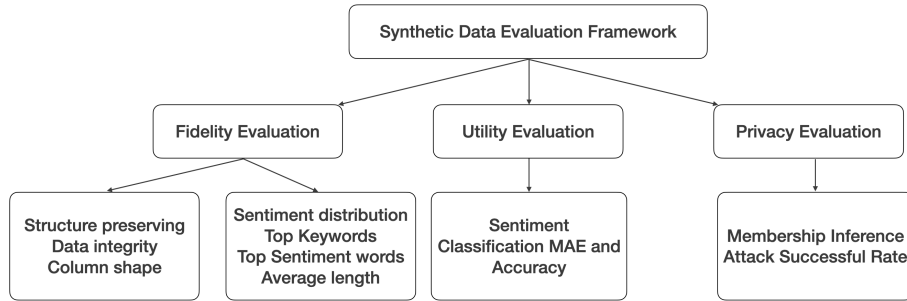 Synthetic Data Evaluation Framework
Fidelity Evaluation
Utility Evaluation
Privacy Evaluation
Structure preserving
Data integrity
Column shape
Sentiment distribution
Top Keywords
Top Sentiment words
Average length
Sentiment
Classification MAE and
Accuracy
Membership Inference
Attack Successful Rate